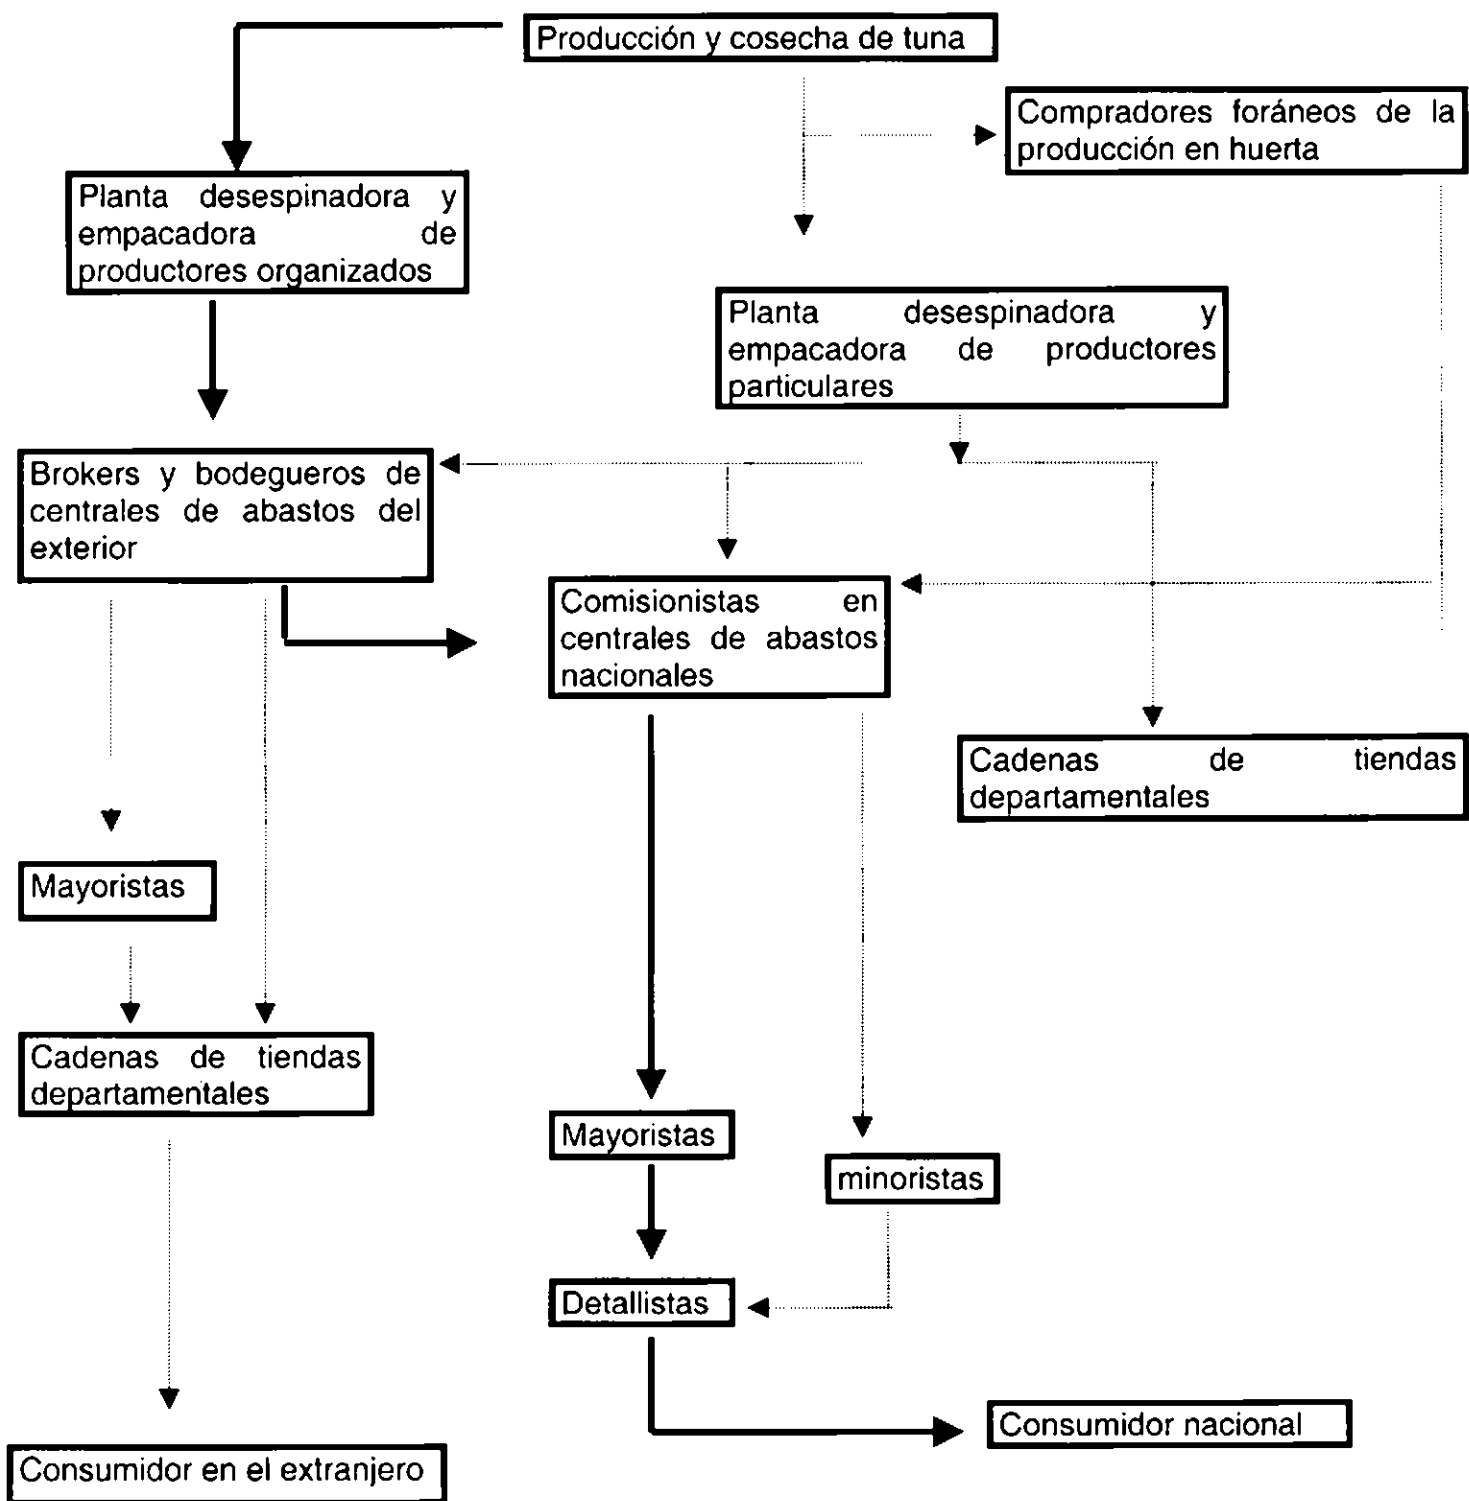 Producción y cosecha de tuna
Compradores foráneos de la
producción en huerta
Planta desespinadora y
empacadora de
productores organizados
Planta desespinadora y
empacadora de productores
particulares
Brokers y bodegueros de
centrales de abastos del
exterior
Comisionistas en
centrales de abastos
nacionales
Cadenas de tiendas
departamentales
Mayoristas
Cadenas de tiendas
departamentales
Mayoristas
minoristas
Detallistas
Consumidor nacional
Consumidor en el extranjero